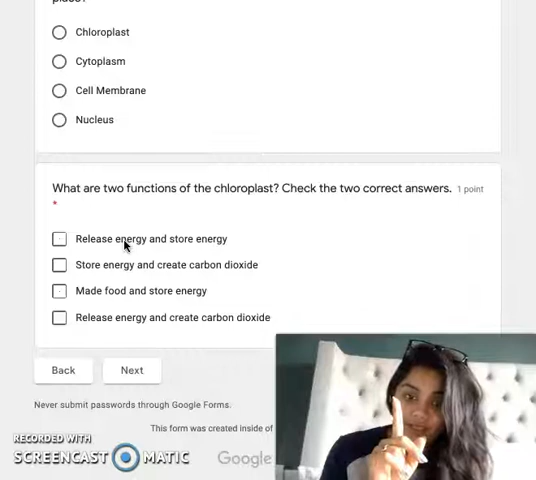 Chloroplast
Cytoplasm
Cell Membrane
Nucleus
What are two functions of the chloroplast? Check the two correct answers. 1 point
*
Release energy and store energy
Store energy and create carbon dioxide
Made food and store energy
Release energy and create carbon dioxide
Back Next
Never submit passwords through Google Forms.
This form was created inside of
RECORDED WITH
SCREENCAST MATIC
Google